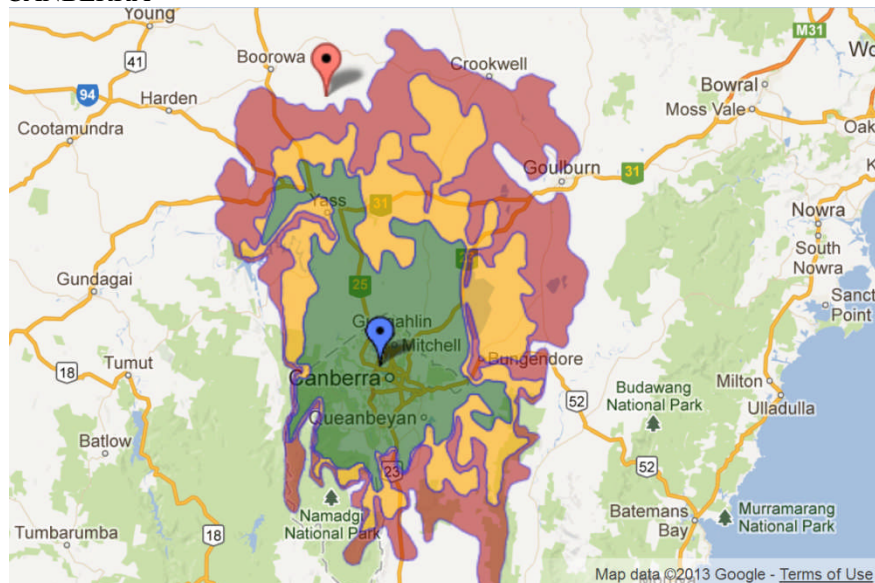 CANBERRA
Young
M31
41
Boorowa
Crookwell
Bowral
94
Harden
Moss Vale
Cootamundra
Oak
Goulburn
31
Yass
31
Nowra
South
Nowra
Gundagai
25
Sanct
Point
Mitchell
18
Tumut
Bungendore
Canberra
Milton
Budawang
National Park
Ulladulla
52
Queanbeyan
Batlow
23
52
Namadgi
National Park
Batemans
Bay
Murramarang
National Park
18
Tumbarumba
Map data ©2013 Google - Terms of Use